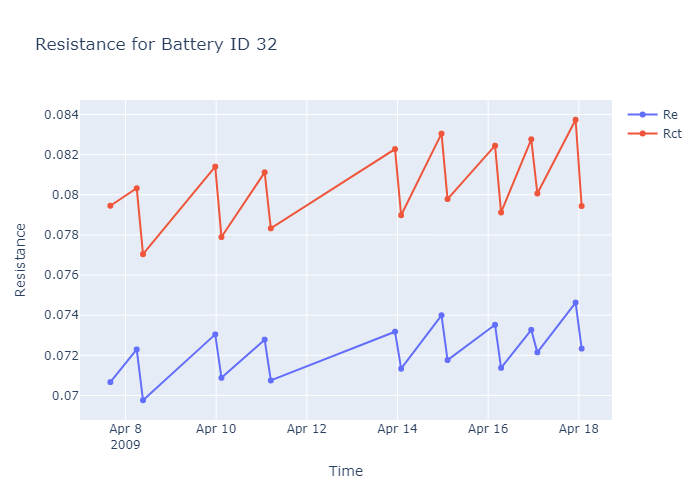 Resistance for Battery ID 32
0.084
0.082
0.08
0.078
0.076
0.074
0.072
0.07
Resistance
Apr 8
2009
Apr 10
Apr 12
Apr 14
Apr 16
Apr 18
Time
Re
Rct